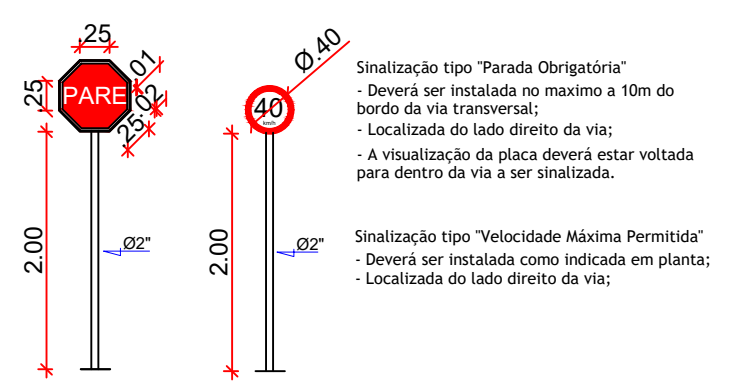 .25
.25
PARE
.01
.02
.25
2.00
Ø2"
Ø.40
40
km/h
2.00
Ø2"
Sinalização tipo "Parada Obrigatória"
- Deverá ser instalada no maximo a 10m do
bordo da via transversal;
- Localizada do lado direito da via;
- A visualização da placa deverá estar voltada
para dentro da via a ser sinalizada.
Sinalização tipo "Velocidade Máxima Permitida"
- Deverá ser instalada como indicada em planta;
- Localizada do lado direito da via;